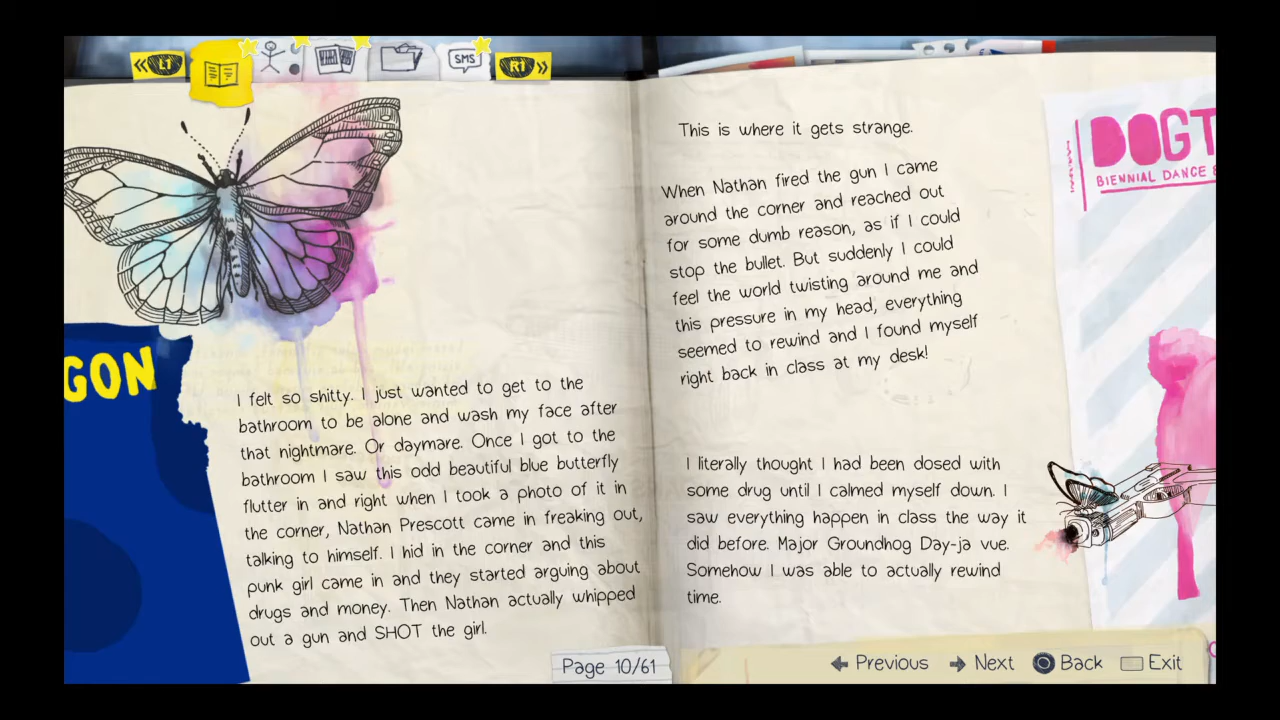 L1
SMS
R1
GON
I felt so shitty. I just wanted to get to the
bathroom to be alone and wash my face after
that nightmare. Or daymare. Once I got to the
bathroom I saw this odd beautiful blue butterfly
flutter in and right when I took a photo of it in
the corner, Nathan Prescott came in freaking out,
talking to himself. I hid in the corner and this
punk girl came in and they started arguing about
drugs and money. Then Nathan actually whipped
out a gun and SHOT the girl.
This is where it gets strange.
When Nathan fired the gun I came
around the corner and reached out
for some dumb reason, as if I could
stop the bullet. But suddenly I could
feel the world twisting around me and
this pressure in my head, everything
seemed to rewind and I found myself
right back in class at my desk!
I literally thought I had been dosed with
some drug until I calmed myself down. I
saw everything happen in class the way it
did before. Major Groundhog Day-ja vue.
Somehow I was able to actually rewind
time.
DOGT
BIENNIAL DANCE
Page 10/61
Previous
Next
Back
Exit